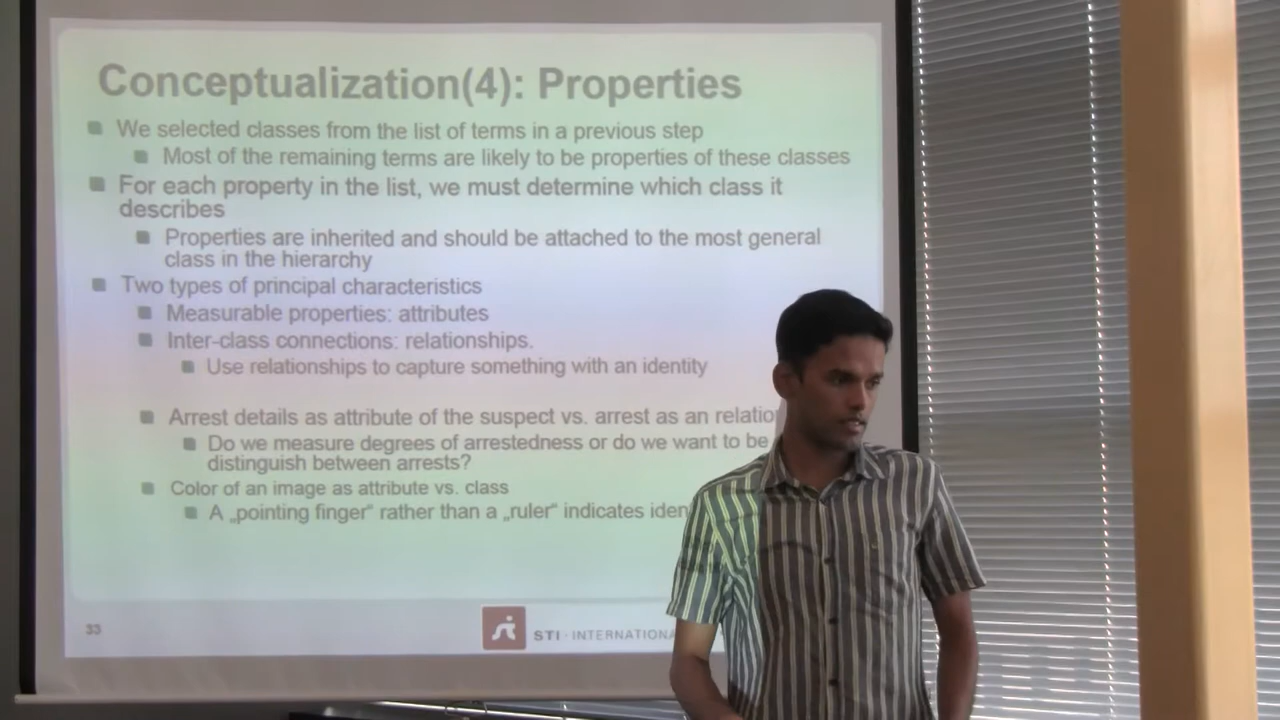 Conceptualization(4): Properties
We selected classes from the list of terms in a previous step
Most of the remaining terms are likely to be properties of these classes
For each property in the list, we must determine which class it
describes
Properties are inherited and should be attached to the most general
class in the hierarchy
Two types of principal characteristics
Measurable properties: attributes
Inter-class connections: relationships.
Use relationships to capture something with an identity
Arrest details as attribute of the suspect vs. arrest as an
Do we measure degrees of arrestedness or do we want to be
distinguish between arrests?
Color of an image as attribute vs. class
A „pointing finger“ rather than a „ruler“ indicates
33
STI · INTERNATIONA